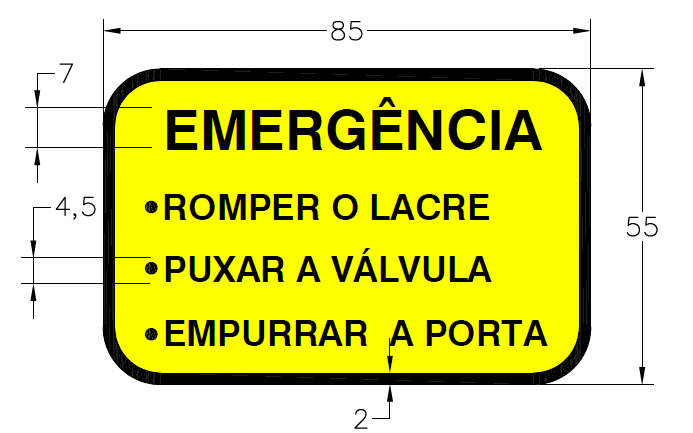 85
7
EMERGÊNCIA
4,5
•ROMPER O LACRE
55
•PUXAR A VÁLVULA
•EMPURRAR A PORTA
2